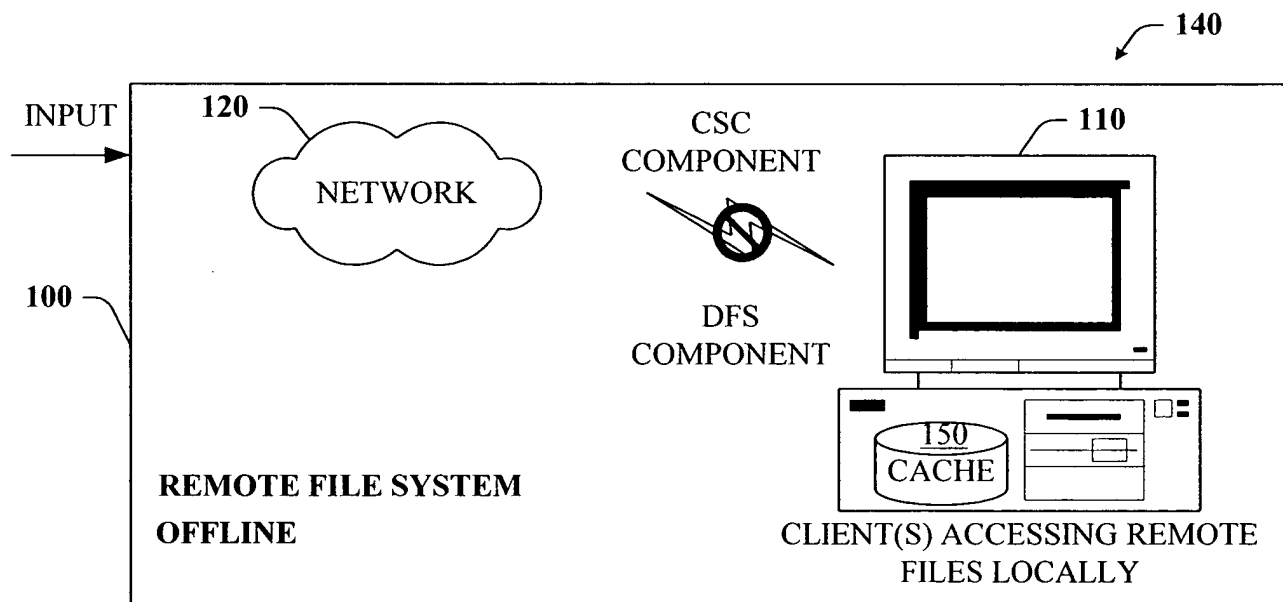 140
INPUT
120
NETWORK
CSC
COMPONENT
110
100
DFS
COMPONENT
150
CACHE
REMOTE FILE SYSTEM
OFFLINE
CLIENT(S) ACCESSING REMOTE
FILES LOCALLY